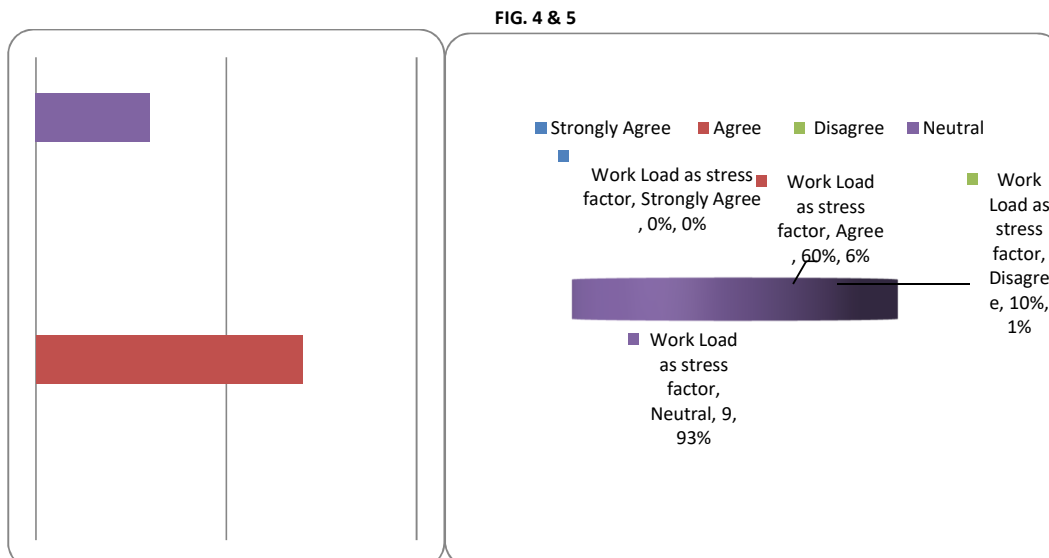 FIG. 4 & 5
Strongly Agree Agree Disagree Neutral
Work Load as stress
factor, Strongly Agree
, 0%, 0%
Work Load
as stress
factor, Agree
, 60%, 6%
Work
Load as
stress
factor,
Disagre
e, 10%,
1%
Work Load
as stress
factor,
Neutral, 9,
93%